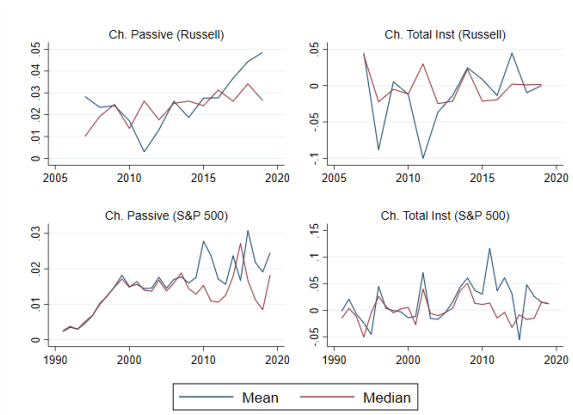 Ch. Passive (Russell)
.05
.04
.03
.02
.01
0
2005 2010 2015 2020
Ch. Total Inst (Russell)
.05
0
-.05
-.1
2005 2010 2015 2020
Ch. Passive (S&P 500)
.03
.02
.01
0
1990 2000 2010 2020
Ch. Total Inst (S&P 500)
.15
.1
.05
0
-.05
1990 2000 2010 2020
Mean Median